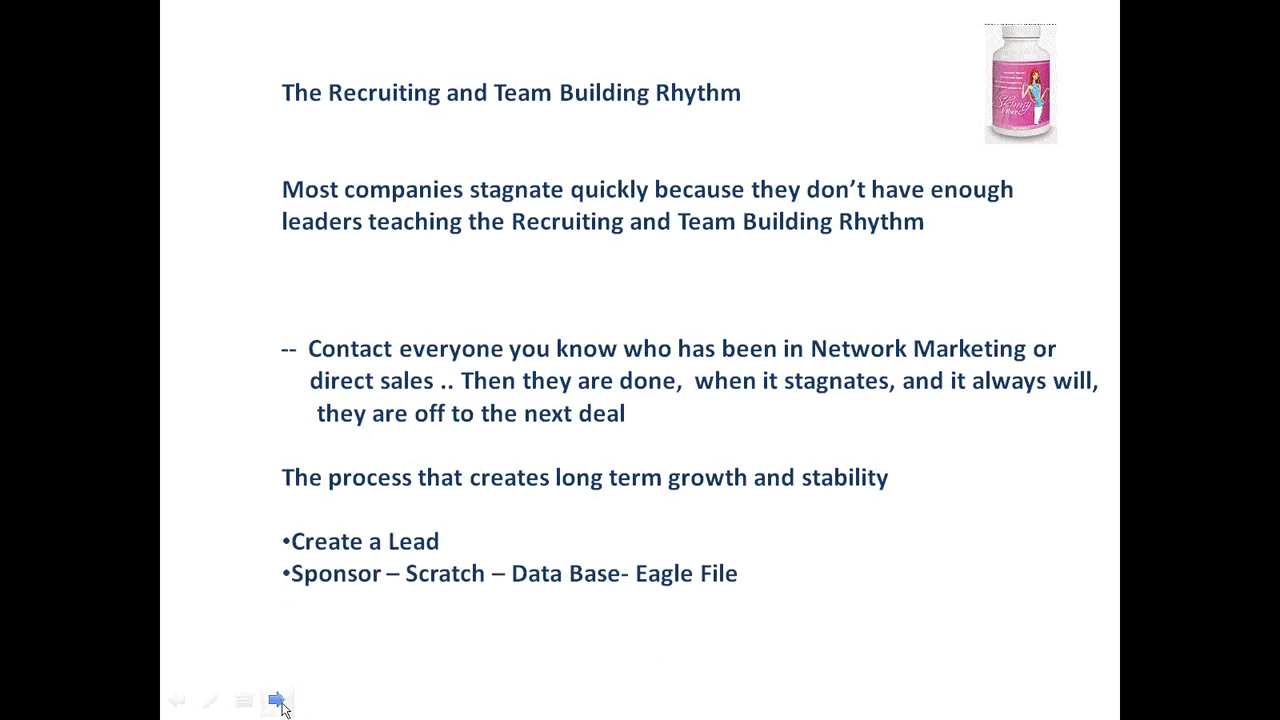 The Recruiting and Team Building Rhythm
Skinny
Fiber
Most companies stagnate quickly because they don’t have enough
leaders teaching the Recruiting and Team Building Rhythm
-- Contact everyone you know who has been in Network Marketing or
direct sales .. Then they are done, when it stagnates, and it always will,
they are off to the next deal
The process that creates long term growth and stability
•Create a Lead
•Sponsor – Scratch – Data Base- Eagle File